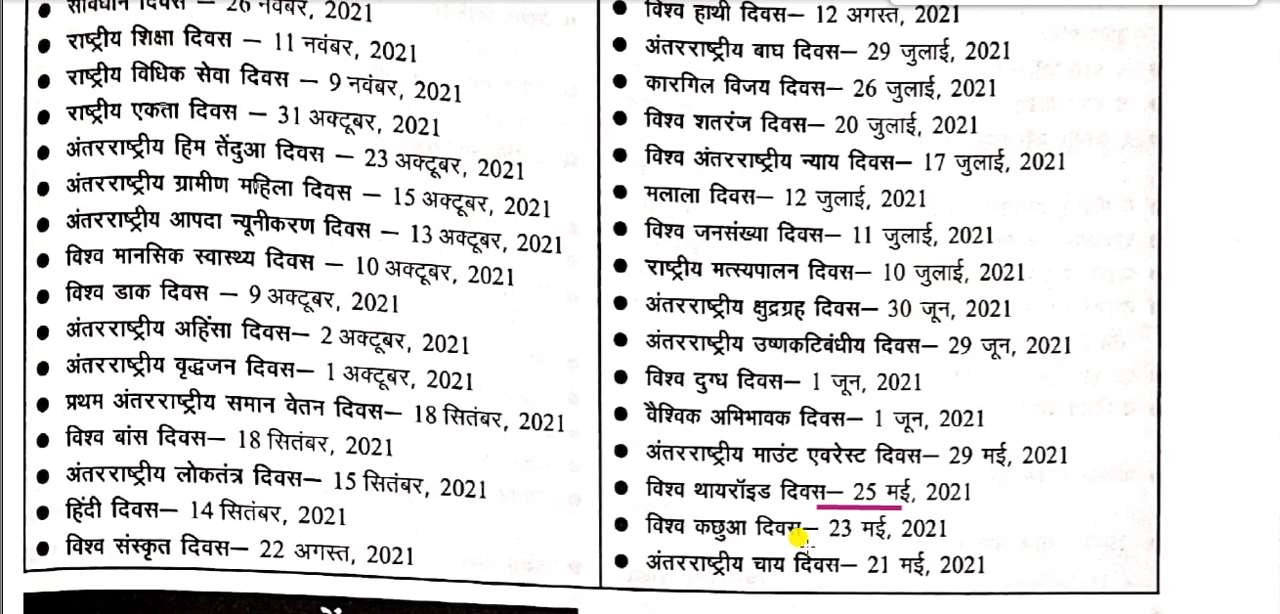 संविधान दिवस – 26 नवंबर, 2021
राष्ट्रीय शिक्षा दिवस – 11 नवंबर, 2021
राष्ट्रीय विधिक सेवा दिवस – 9 नवंबर, 2021
राष्ट्रीय एकता दिवस – 31 अक्टूबर, 2021
अंतरराष्ट्रीय हिम तेंदुआ दिवस – 23 अक्टूबर, 2021
अंतरराष्ट्रीय ग्रामीण महिला दिवस – 15 अक्टूबर, 2021
अंतरराष्ट्रीय आपदा न्यूनीकरण दिवस – 13 अक्टूबर, 2021
विश्व मानसिक स्वास्थ्य दिवस – 10 अक्टूबर, 2021
विश्व डाक दिवस – 9 अक्टूबर, 2021
अंतरराष्ट्रीय अहिंसा दिवस– 2 अक्टूबर, 2021
अंतरराष्ट्रीय वृद्धजन दिवस– 1 अक्टूबर, 2021
प्रथम अंतरराष्ट्रीय समान वेतन दिवस– 18 सितंबर, 2021
विश्व बांस दिवस– 18 सितंबर, 2021
अंतरराष्ट्रीय लोकतंत्र दिवस– 15 सितंबर, 2021
हिंदी दिवस– 14 सितंबर, 2021
विश्व संस्कृत दिवस– 22 अगस्त, 2021
विश्व हाथी दिवस– 12 अगस्त, 2021
अंतरराष्ट्रीय बाघ दिवस– 29 जुलाई, 2021
कारगिल विजय दिवस– 26 जुलाई, 2021
विश्व शतरंज दिवस– 20 जुलाई, 2021
विश्व अंतरराष्ट्रीय न्याय दिवस– 17 जुलाई, 2021
मलाला दिवस– 12 जुलाई, 2021
विश्व जनसंख्या दिवस– 11 जुलाई, 2021
राष्ट्रीय मत्स्यपालन दिवस– 10 जुलाई, 2021
अंतरराष्ट्रीय क्षुद्रग्रह दिवस– 30 जून, 2021
अंतरराष्ट्रीय उष्णकटिबंधीय दिवस– 29 जून, 2021
विश्व दुग्ध दिवस– 1 जून, 2021
वैश्विक अभिभावक दिवस– 1 जून, 2021
अंतरराष्ट्रीय माउंट एवरेस्ट दिवस– 29 मई, 2021
विश्व थायरॉइड दिवस– 25 मई, 2021
विश्व कछुआ दिवस– 23 मई, 2021
अंतरराष्ट्रीय चाय दिवस– 21 मई, 2021